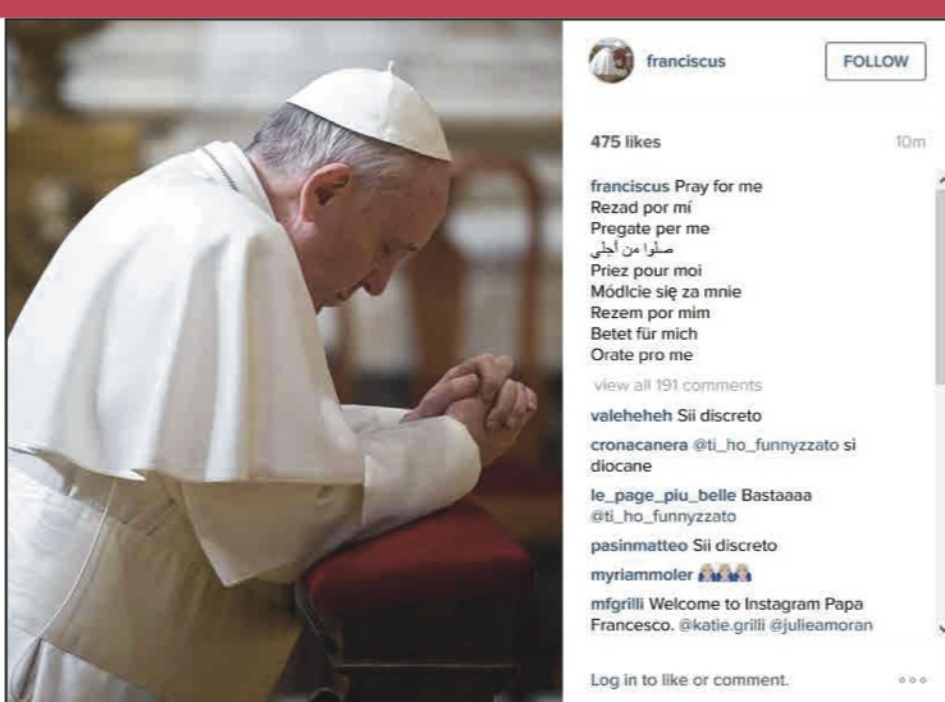 franciscus
FOLLOW
475 likes
10m
franciscus Pray for me
Rezad por mí
Pregate per me
صلوا من أجلي
Priez pour moi
Módlcie się za mnie
Rezem por mim
Betet für mich
Orate pro me
view all 191 comments
valeheheh Sii discreto
cronacanera @ti_ho_funnyzzato si
diocane
le_page_piu_belle Bastaaaa
@ti_ho_funnyzzato
pasinmatteo Sii discreto
myriammoler
mfgrilli Welcome to Instagram Papa
Francesco. @katie.grilli @julieamoran
Log in to like or comment.